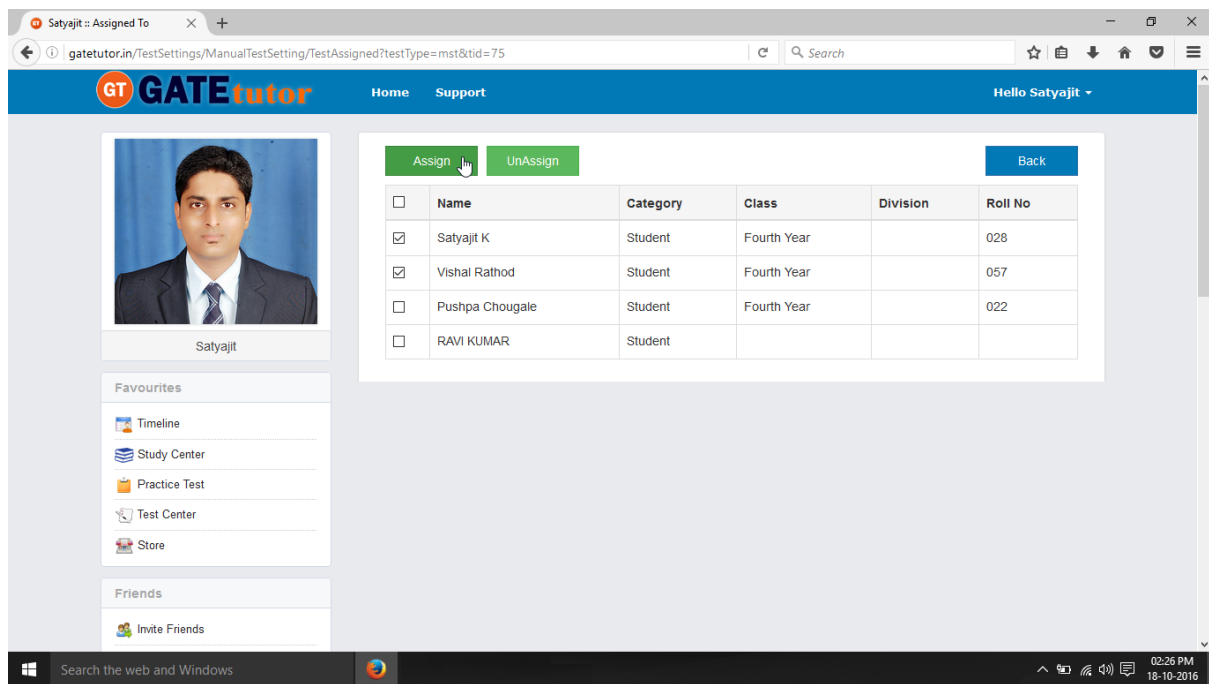 Satyajit :: Assigned To
gatetutor.in/TestSettings/ManualTestSetting/TestAssigned?testType=mst&tid=75
Search
GT GATEtutor Home Support Hello Satyajit
Assign UnAssign Back
Name Category Class Division Roll No
Satyajit K Student Fourth Year 028
Vishal Rathod Student Fourth Year 057
Pushpa Chougale Student Fourth Year 022
RAVI KUMAR Student
Satyajit
Favourites
Timeline
Study Center
Practice Test
Test Center
Store
Friends
Invite Friends
Search the web and Windows
02:26 PM
18-10-2016